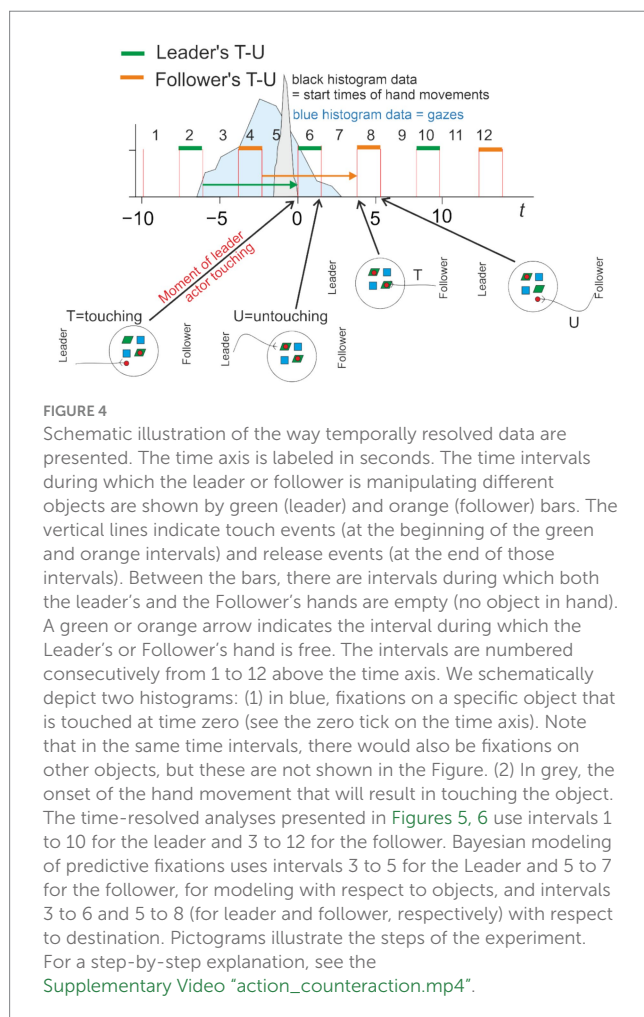 Leader's T-U
Follower's T-U
black histogram data
= start times of hand movements
blue histogram data = gazes
1 2 3 4 5 6 7 8 9 10 11 12
−10 −5 0 5 10 t
Moment of leader
actor touching
T=touching
U=untouching
Leader
Follower
Leader
Follower
Leader
T
Follower
Leader
Follower
U
FIGURE 4
Schematic illustration of the way temporally resolved data are
presented. The time axis is labeled in seconds. The time intervals
during which the leader or follower is manipulating different
objects are shown by green (leader) and orange (follower) bars. The
vertical lines indicate touch events (at the beginning of the green
and orange intervals) and release events (at the end of those
intervals). Between the bars, there are intervals during which both
the leader's and the Follower's hands are empty (no object in hand).
A green or orange arrow indicates the interval during which the
Leader's or Follower's hand is free. The intervals are numbered
consecutively from 1 to 12 above the time axis. We schematically
depict two histograms: (1) in blue, fixations on a specific object that
is touched at time zero (see the zero tick on the time axis). Note
that in the same time intervals, there would also be fixations on
other objects, but these are not shown in the Figure. (2) In grey, the
onset of the hand movement that will result in touching the object.
The time-resolved analyses presented in Figures 5, 6 use intervals 1
to 10 for the leader and 3 to 12 for the follower. Bayesian modeling
of predictive fixations uses intervals 3 to 5 for the Leader and 5 to 7
for the follower, for modeling with respect to objects, and intervals
3 to 6 and 5 to 8 (for leader and follower, respectively) with respect
to destination. Pictograms illustrate the steps of the experiment.
For a step-by-step explanation, see the
Supplementary Video "action_counteraction.mp4".